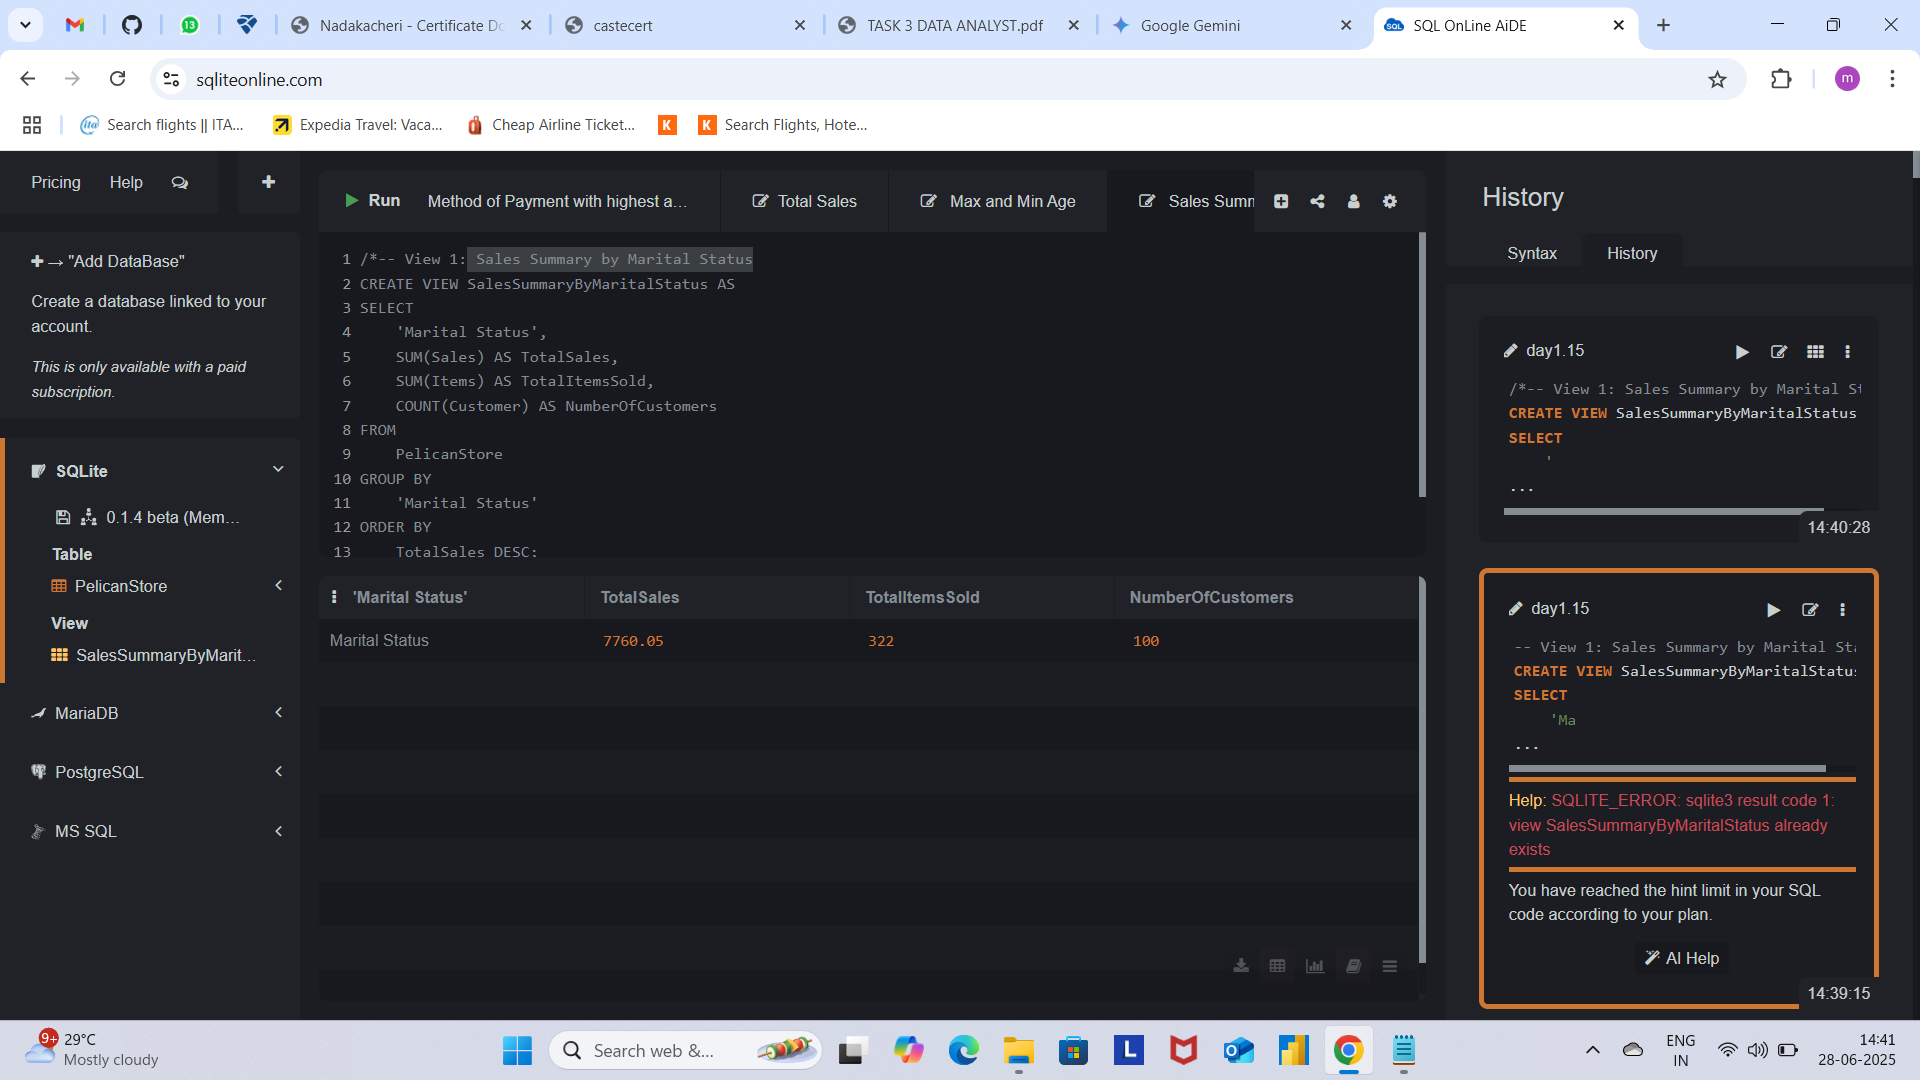 13
Nadakacheri - Certificate Do
castecert
TASK 3 DATA ANALYST.pdf
Google Gemini
SQL
SQL OnLine AiDE
sqliteonline.com
m
ita
Search flights || ITA...
Expedia Travel: Vaca...
Cheap Airline Ticket...
K
K
Search Flights, Hote...
Pricing
Help
Run
Method of Payment with highest a...
Total Sales
Max and Min Age
Sales Summ
History
Syntax
History
→ "Add DataBase"
Create a database linked to your
account.
This is only available with a paid
subscription.
SQLite
0.1.4 beta (Mem...
Table
PelicanStore
View
SalesSummaryByMarit...
MariaDB
PostgreSQL
MS SQL
1 /*-- View 1: Sales Summary by Marital Status
2 CREATE VIEW SalesSummaryByMaritalStatus AS
3 SELECT
4 'Marital Status',
5 SUM(Sales) AS TotalSales,
6 SUM(Items) AS TotalItemsSold,
7 COUNT(Customer) AS NumberOfCustomers
8 FROM
9 PelicanStore
10 GROUP BY
11 'Marital Status'
12 ORDER BY
13 TotalSales DESC;
'Marital Status'
TotalSales
TotalItemsSold
NumberOfCustomers
Marital Status
7760.05
322
100
day1.15
/*-- View 1: Sales Summary by Marital St
CREATE VIEW SalesSummaryByMaritalStatus
SELECT
'
...
14:40:28
day1.15
-- View 1: Sales Summary by Marital Sta
CREATE VIEW SalesSummaryByMaritalStatus
SELECT
'Ma
...
Help: SQLITE_ERROR: sqlite3 result code 1:
view SalesSummaryByMaritalStatus already
exists
You have reached the hint limit in your SQL
code according to your plan.
AI Help
14:39:15
9+
29°C
Mostly cloudy
Search web &...
L
ENG
IN
14:41
28-06-2025